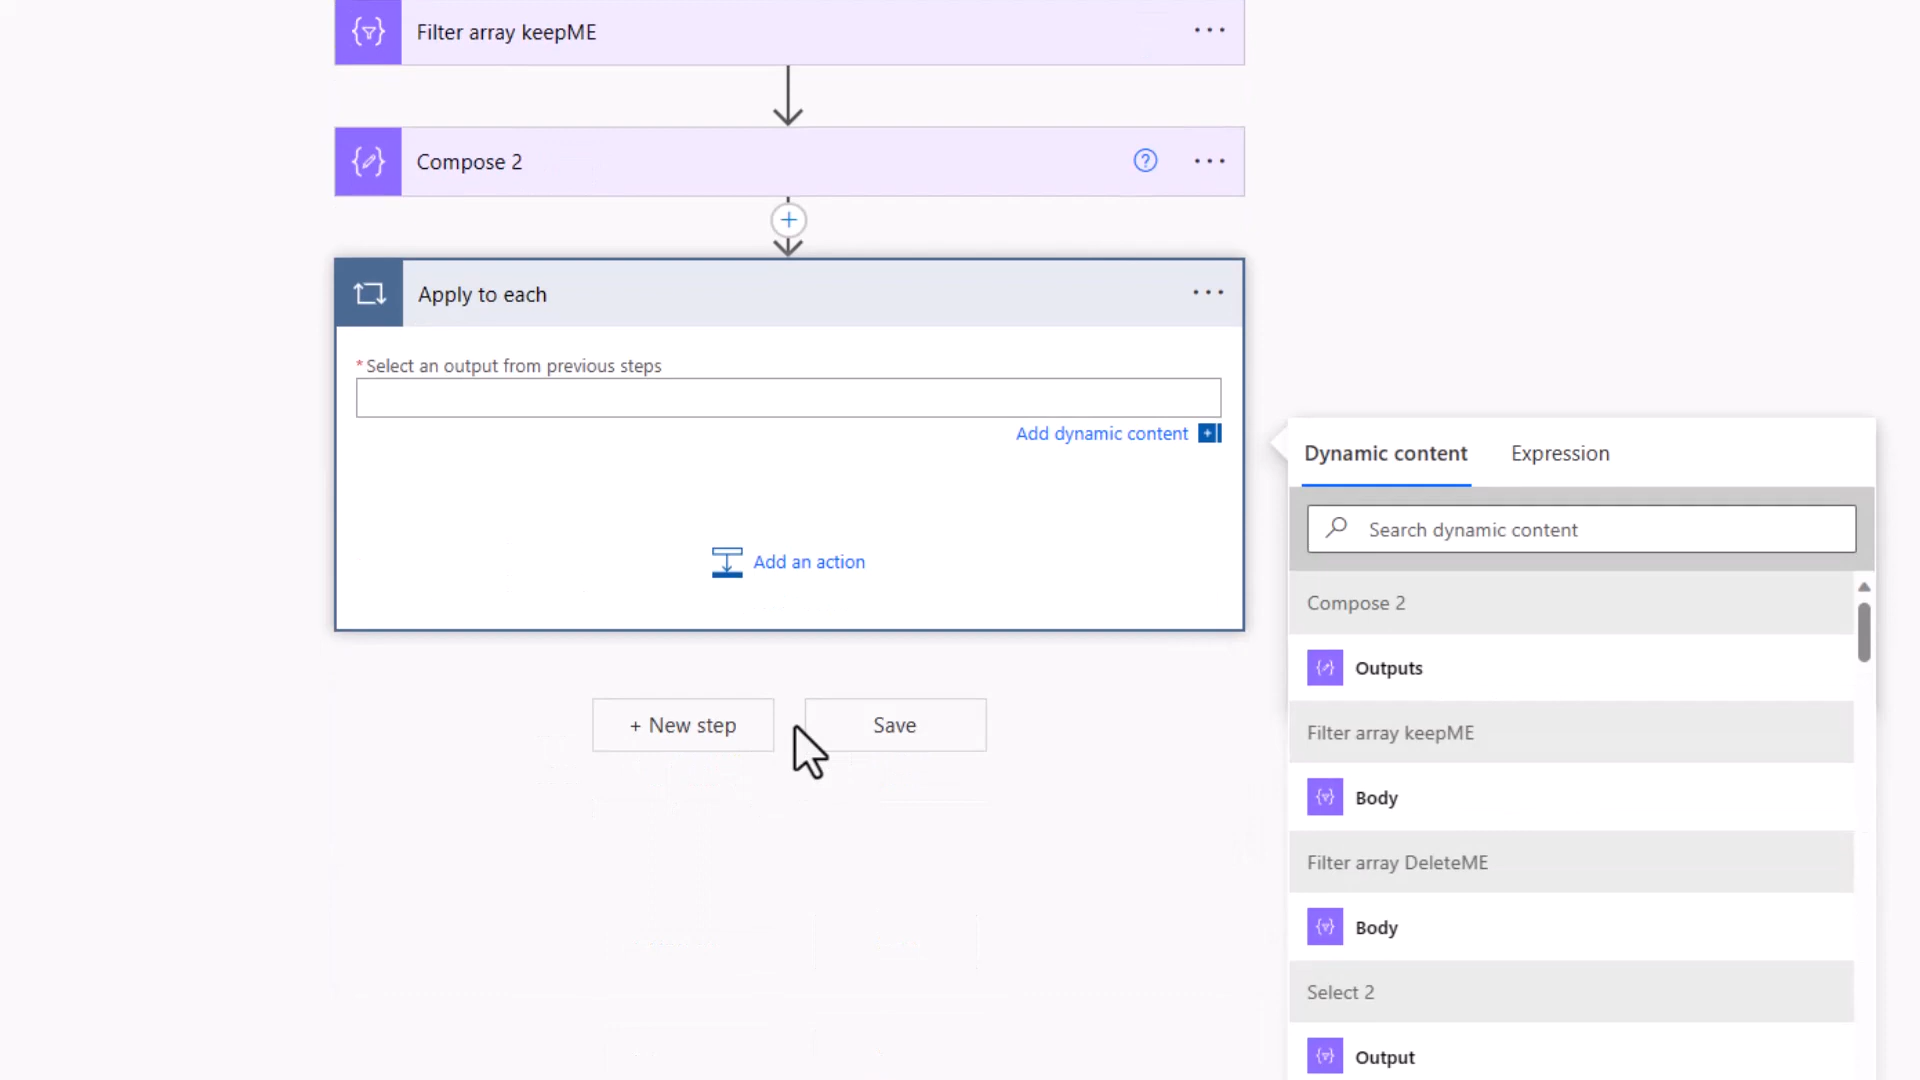 Filter array keepME
Compose 2
Apply to each
* Select an output from previous steps
Add dynamic content
Add an action
+ New step
Save
Dynamic content
Expression
Search dynamic content
Compose 2
Outputs
Filter array keepME
Body
Filter array DeleteME
Body
Select 2
Output